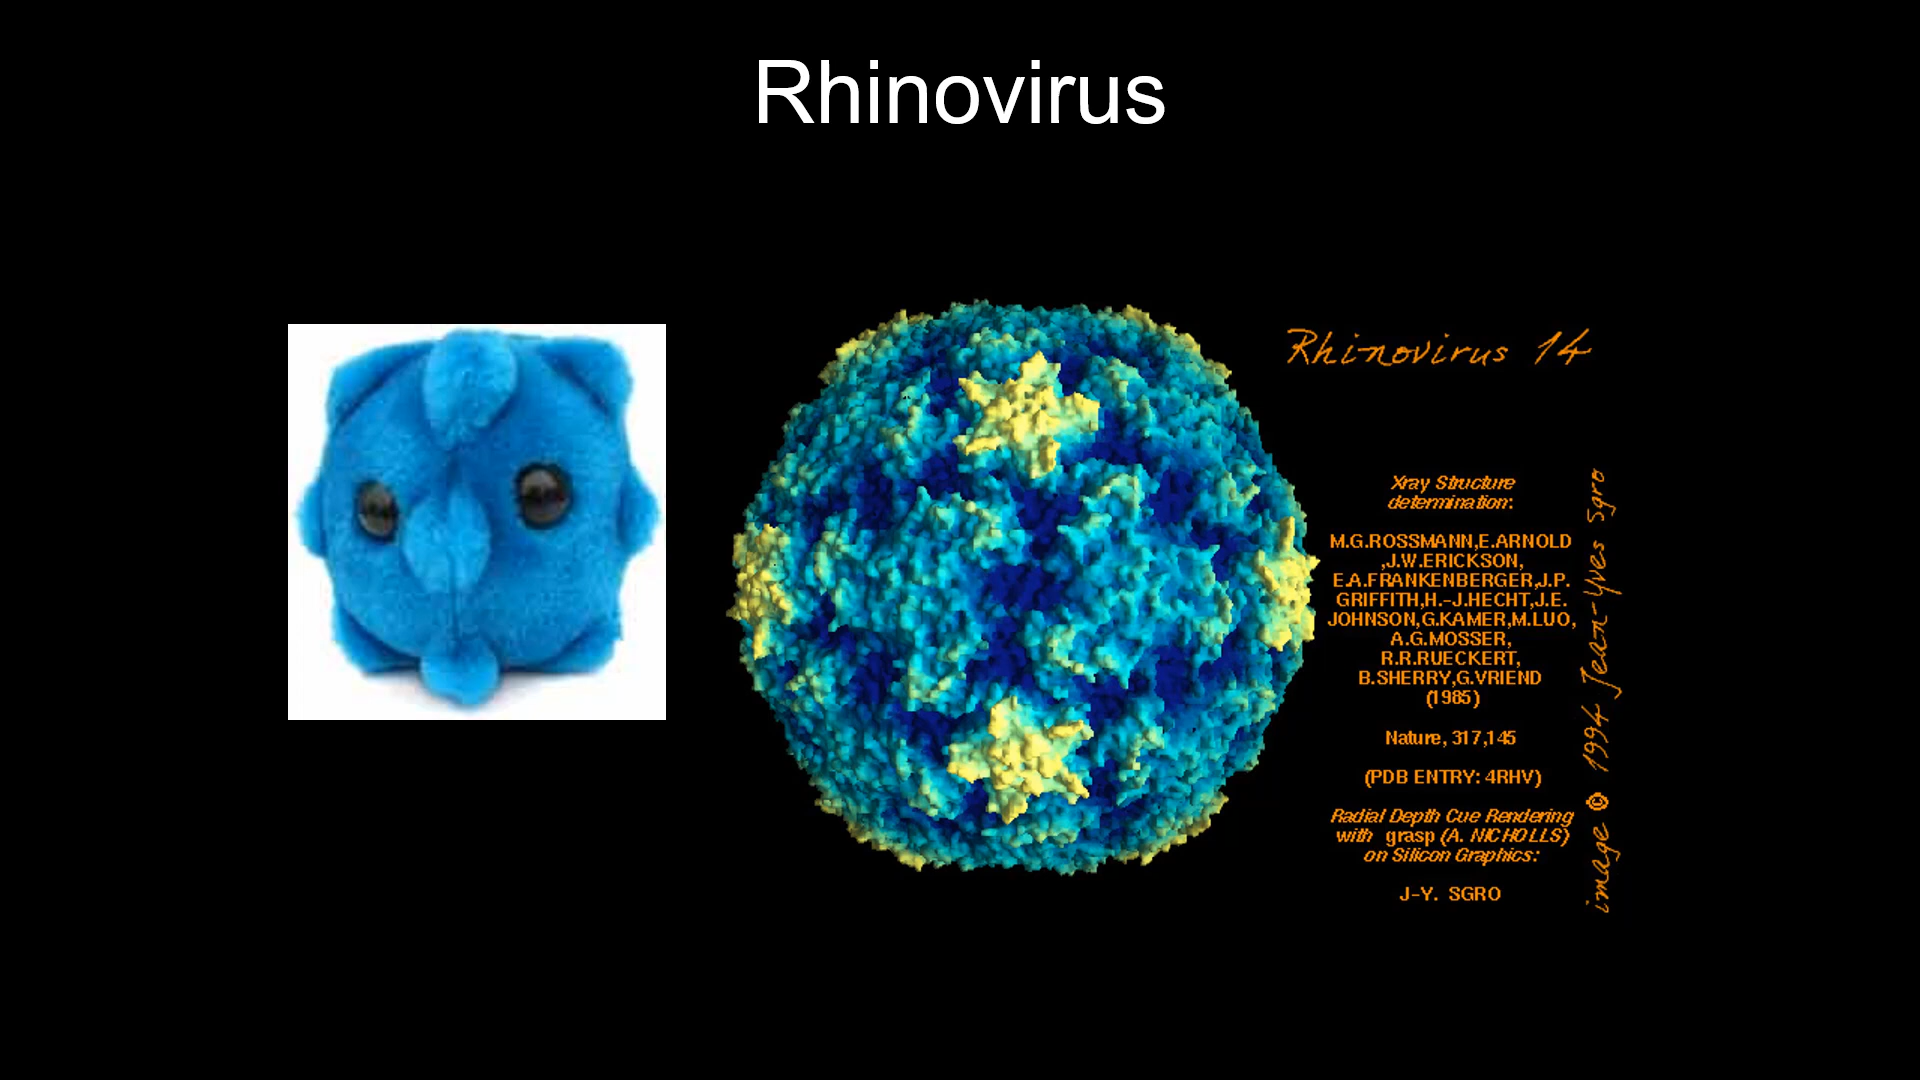 Rhinovirus
Rhinovirus 14
Xray Structure
determination:
M.G.ROSSMANN,E.ARNOLD
,J.W.ERICKSON,
E.A.FRANKENBERGER,J.P.
GRIFFITH,H.-J.HECHT,J.E.
JOHNSON,G.KAMER,M.LUO,
A.G.MOSSER,
R.R.RUECKERT,
B.SHERRY,G.VRIEND
(1985)
Nature, 317,145
(PDB ENTRY: 4RHV)
Radial Depth Cue Rendering
with grasp (A. NICHOLLS)
on Silicon Graphics:
J-Y. SGRO
image © 1994 Jean-Yves Sgro